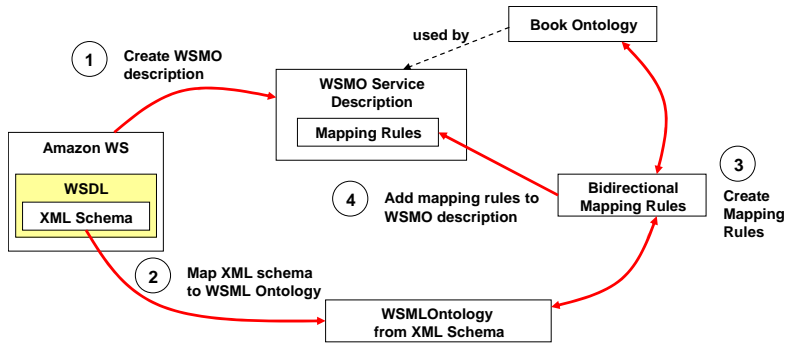 Book Ontology
used by
1
Create WSMO
description
WSMO Service
Description
Mapping Rules
Amazon WS
WSDL
XML Schema
3
Create
Mapping
Rules
4
Add mapping rules to
WSMO description
Bidirectional
Mapping Rules
2
Map XML schema
to WSML Ontology
WSMLOntology
from XML Schema